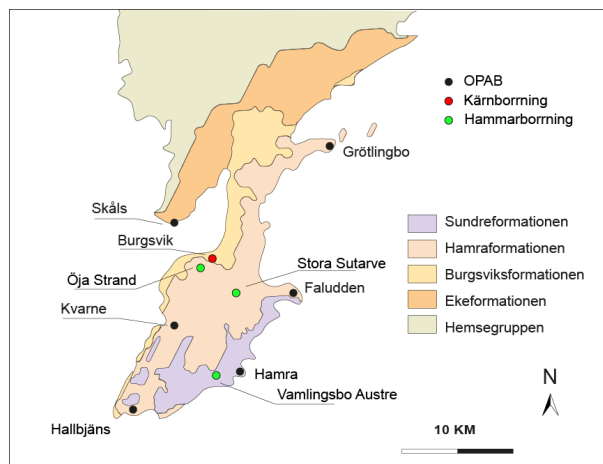 OPAB
Kärnborrning
Hammarborrning
Grötlingbo
Skåls
Burgsvik
Öja Strand
Stora Sutarve
Kvarne
Faludden
Hamra
Vamlingsbo Austre
Hallbjäns
Sundreformationen
Hamraformationen
Burgsviksformationen
Ekeformationen
Hemsegruppen
N
10 KM